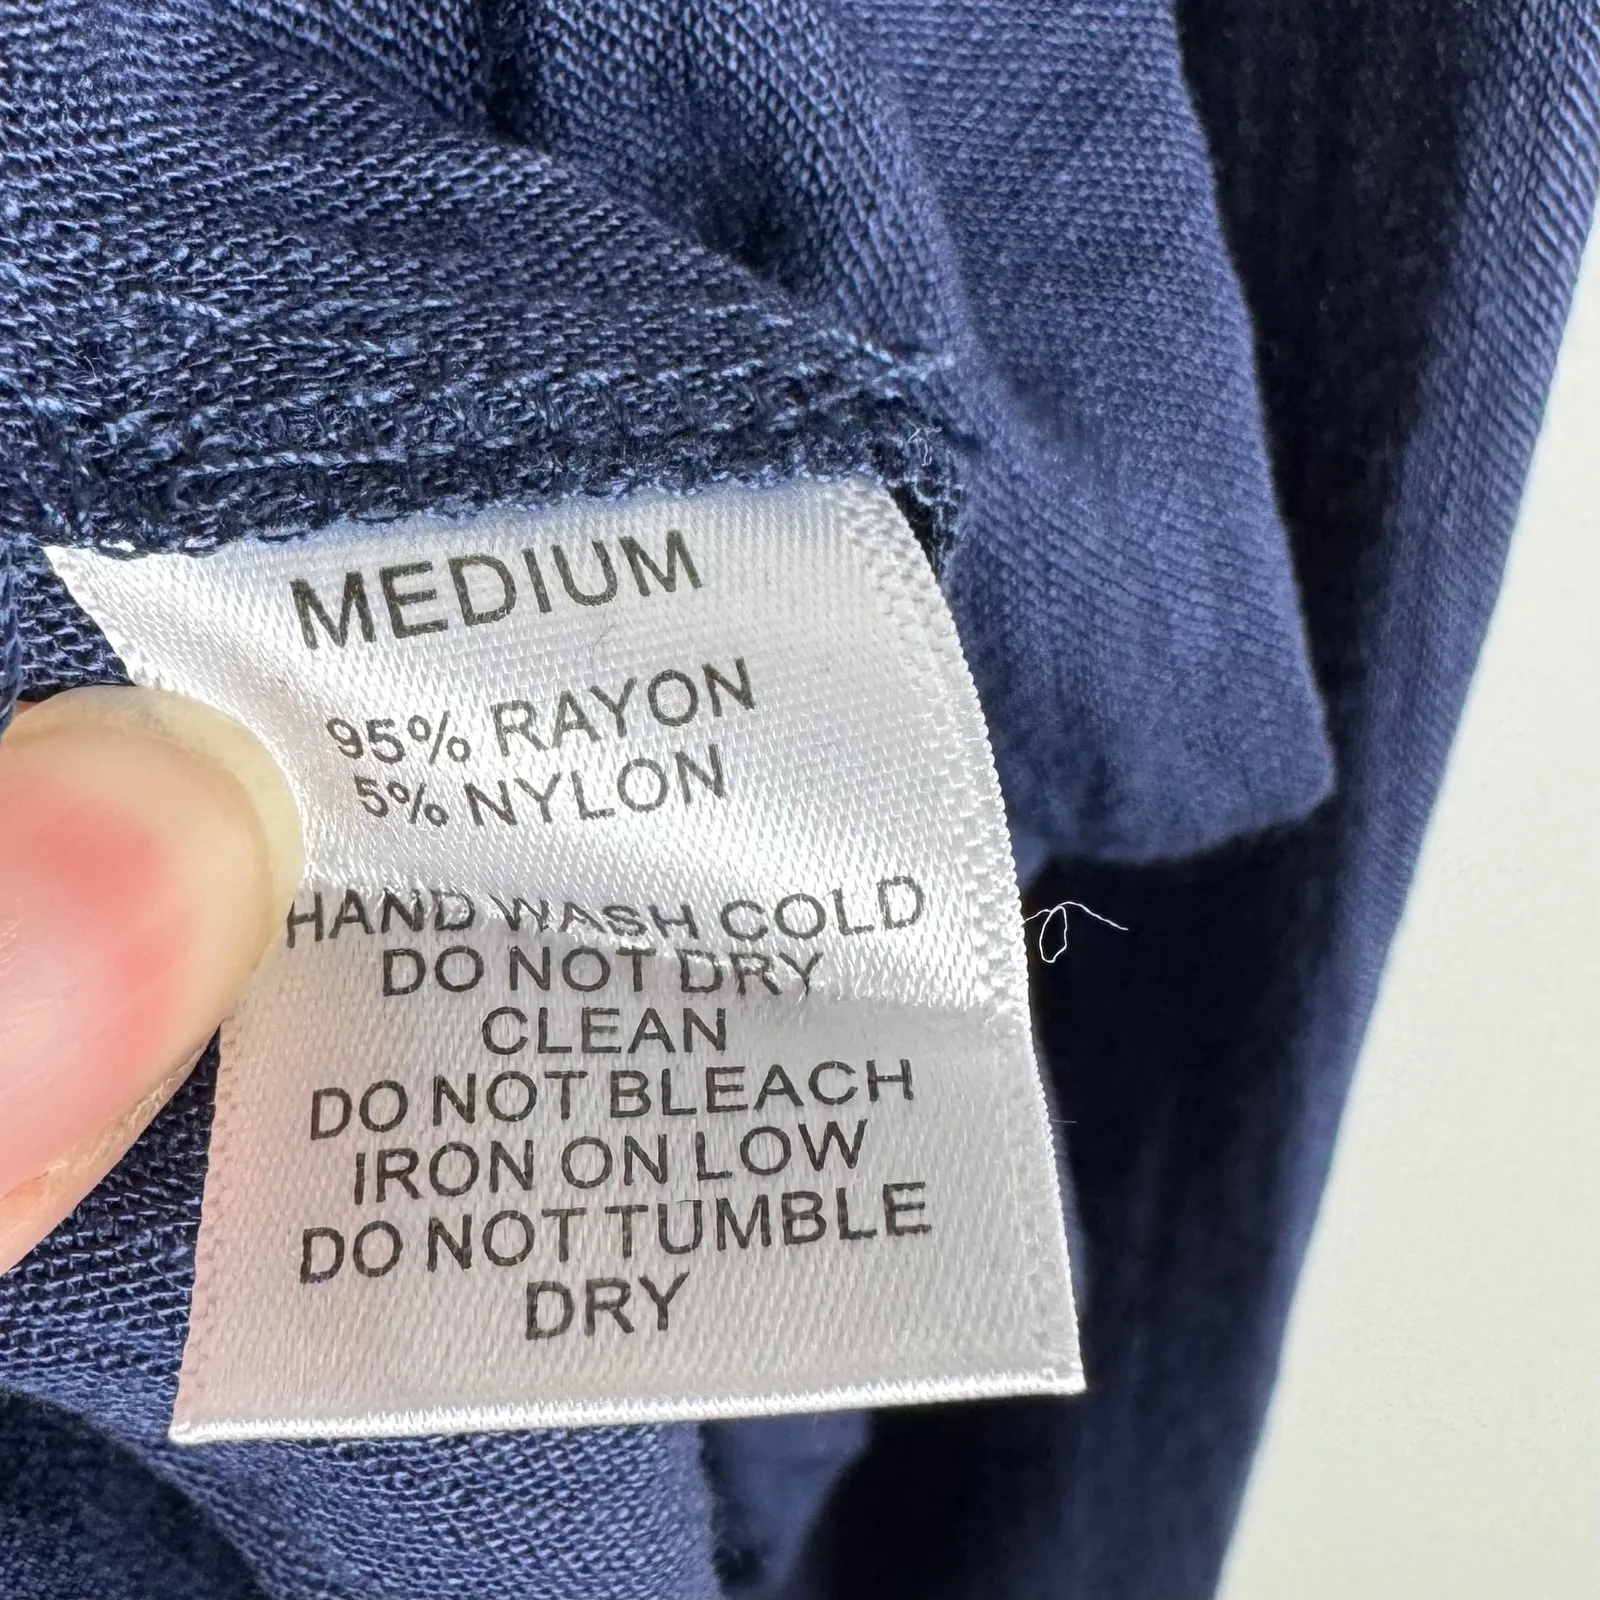 MEDIUM
95% RAYON
5% NYLON
HAND WASH COLD
DO NOT DRY
CLEAN
DO NOT BLEACH
IRON ON LOW
DO NOT TUMBLE
DRY